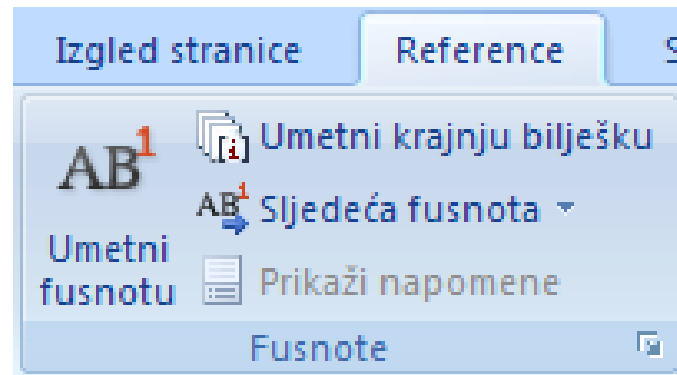 Izgled stranice Reference S
AB1 Umetni krajnju bilješku
AB1 Sljedeća fusnota
Umetni
fusnotu Prikaži napomene
Fusnote